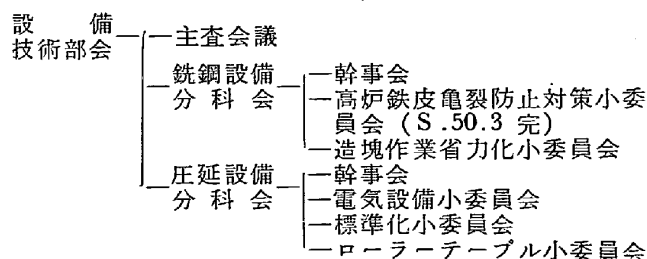 設備
技術部会
主査会議
銑鋼設備
分科会
幹事会
高炉鉄皮亀裂防止対策小委
員会（S.50.3 完）
造塊作業省力化小委員会
圧延設備
分科会
幹事会
電気設備小委員会
標準化小委員会
ローラーテーブル小委員会